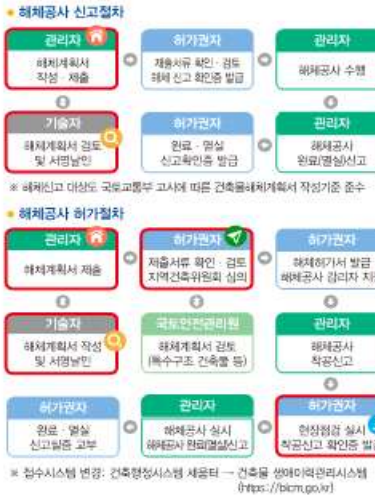 • 해체공사 신고절차
관리자
해체계획서
작성 · 제출
허가권자
제출서류 확인 · 검토
해체 신고 확인증 발급
관리자
해체공사 수행
기술자
해체계획서 검토
및 서명날인
허가권자
완료 · 멸실
신고확인증 발급
관리자
해체공사
완료(멸실)신고
※ 해체신고 대상도 국토교통부 고시에 따른 건축물해체계획서 작성기준 준수
• 해체공사 허가절차
관리자
해체계획서 제출
허가권자
제출서류 확인 · 검토
지역건축위원회 심의
허가권자
해체허가서 발급
해체공사 감리자 지
기술자
해체계획서 작성
및 서명날인
국토안전관리원
해체계획서 검토
(특수구조 건축물 등)
관리자
해체공사
착공신고
허가권자
완료 · 멸실
신고필증 교부
관리자
해체공사 실시
해체공사 완료(멸실)신고
허가권자
현장점검 실시
착공신고 확인증 발
※ 접수시스템 변경: 건축행정시스템 세움터 → 건축물 생애이력관리시스템
(https://blcm.go.kr)